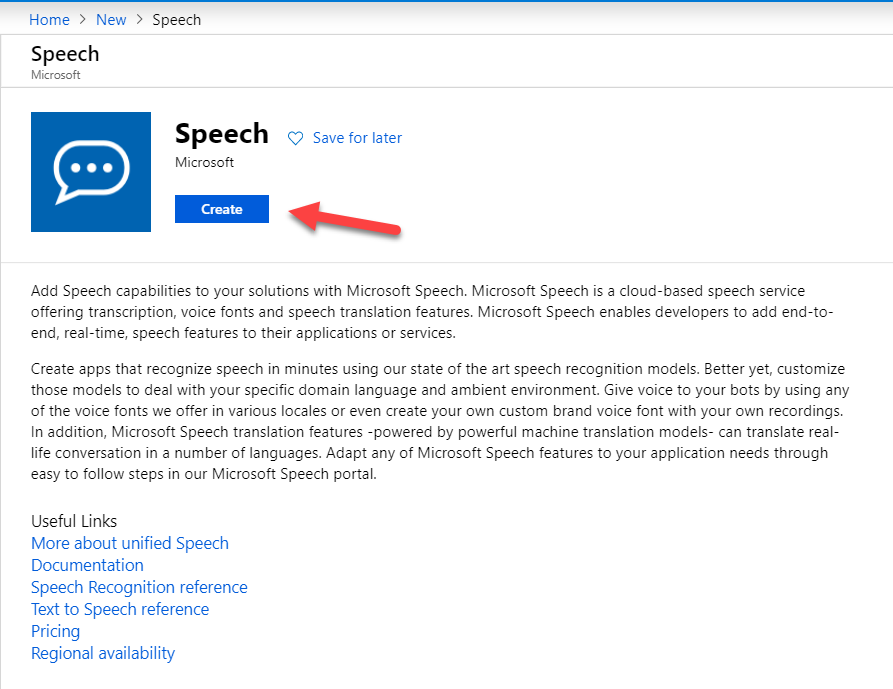 Home > New > Speech
Speech
Microsoft
Speech
Save for later
Microsoft
Create
Add Speech capabilities to your solutions with Microsoft Speech. Microsoft Speech is a cloud-based speech service
offering transcription, voice fonts and speech translation features. Microsoft Speech enables developers to add end-to-
end, real-time, speech features to their applications or services.
Create apps that recognize speech in minutes using our state of the art speech recognition models. Better yet, customize
those models to deal with your specific domain language and ambient environment. Give voice to your bots by using any
of the voice fonts we offer in various locales or even create your own custom brand voice font with your own recordings.
In addition, Microsoft Speech translation features -powered by powerful machine translation models- can translate real-
life conversation in a number of languages. Adapt any of Microsoft Speech features to your application needs through
easy to follow steps in our Microsoft Speech portal.
Useful Links
More about unified Speech
Documentation
Speech Recognition reference
Text to Speech reference
Pricing
Regional availability